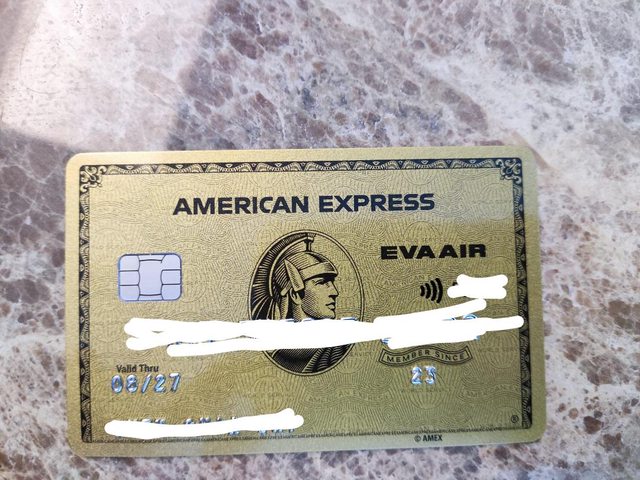 AMERICAN EXPRESS
EVA AIR
MEMBER SINCE
Valid Thru
08/27
23
® 
© AMEX